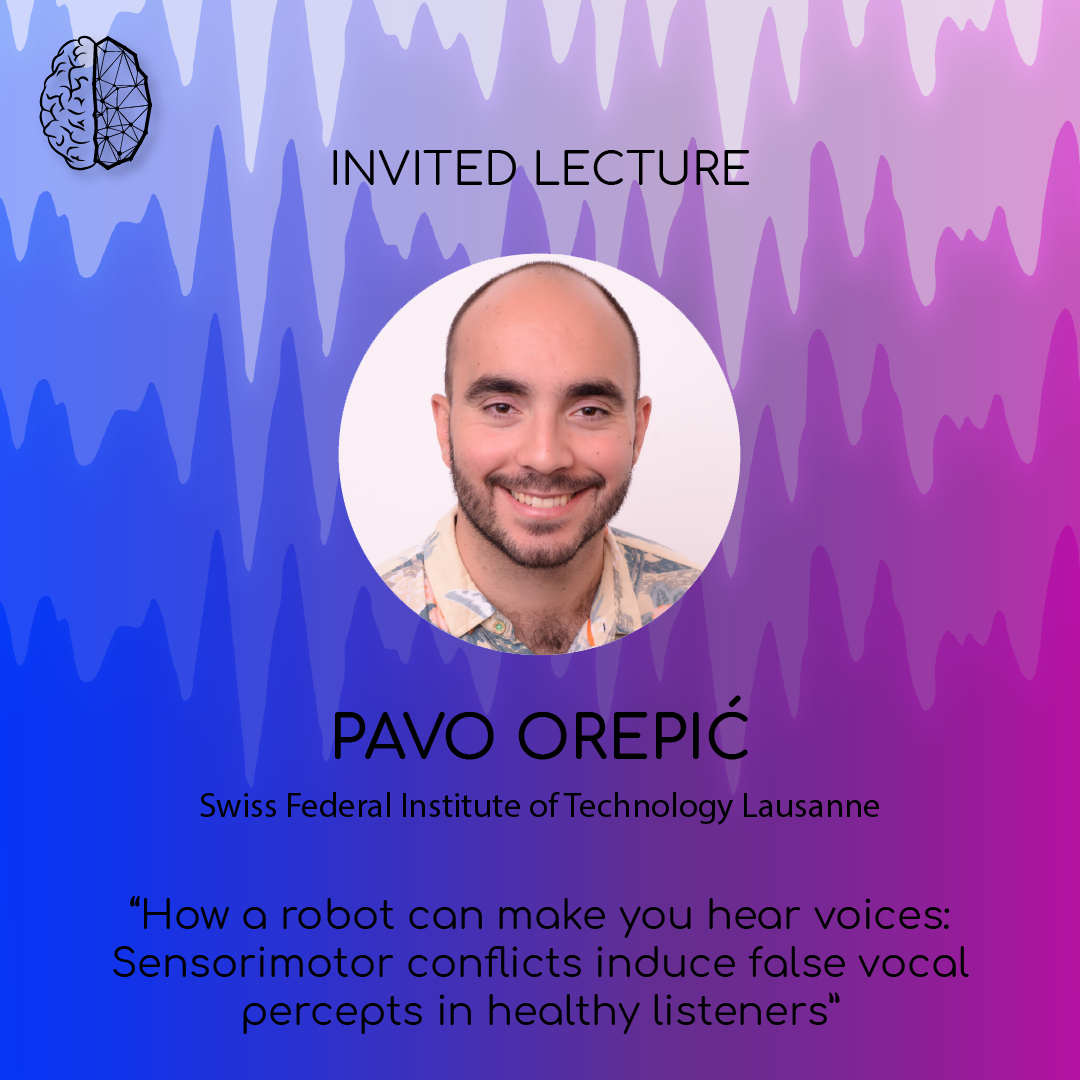 INVITED LECTURE
PAVO OREPIĆ
Swiss Federal Institute of Technology Lausanne
“How a robot can make you hear voices:
Sensorimotor conflicts induce false vocal
percepts in healthy listeners”